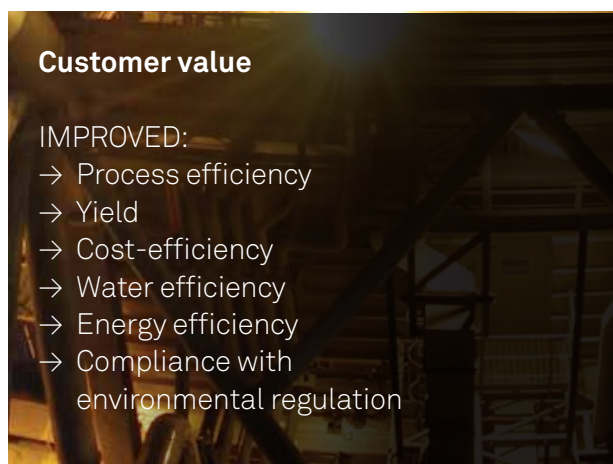 Customer value
IMPROVED:
→ Process efficiency
→ Yield
→ Cost-efficiency
→ Water efficiency
→ Energy efficiency
→ Compliance with
environmental regulation